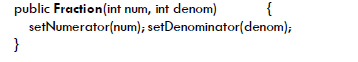 public Fraction(int num, int denom) {
setNumerator(num); setDenominator(denom);
}